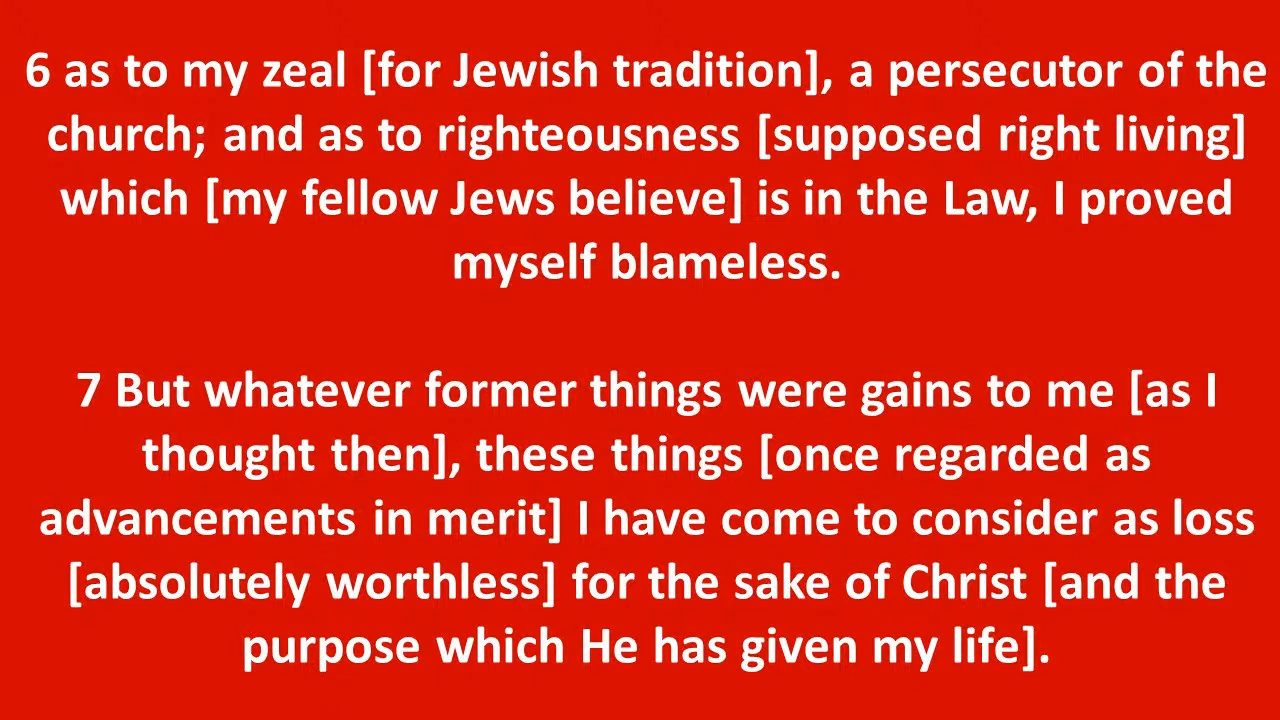 6 as to my zeal [for Jewish tradition], a persecutor of the
church; and as to righteousness [supposed right living]
which [my fellow Jews believe] is in the Law, I proved
myself blameless.
7 But whatever former things were gains to me [as I
thought then], these things [once regarded as
advancements in merit] I have come to consider as loss
[absolutely worthless] for the sake of Christ [and the
purpose which He has given my life].